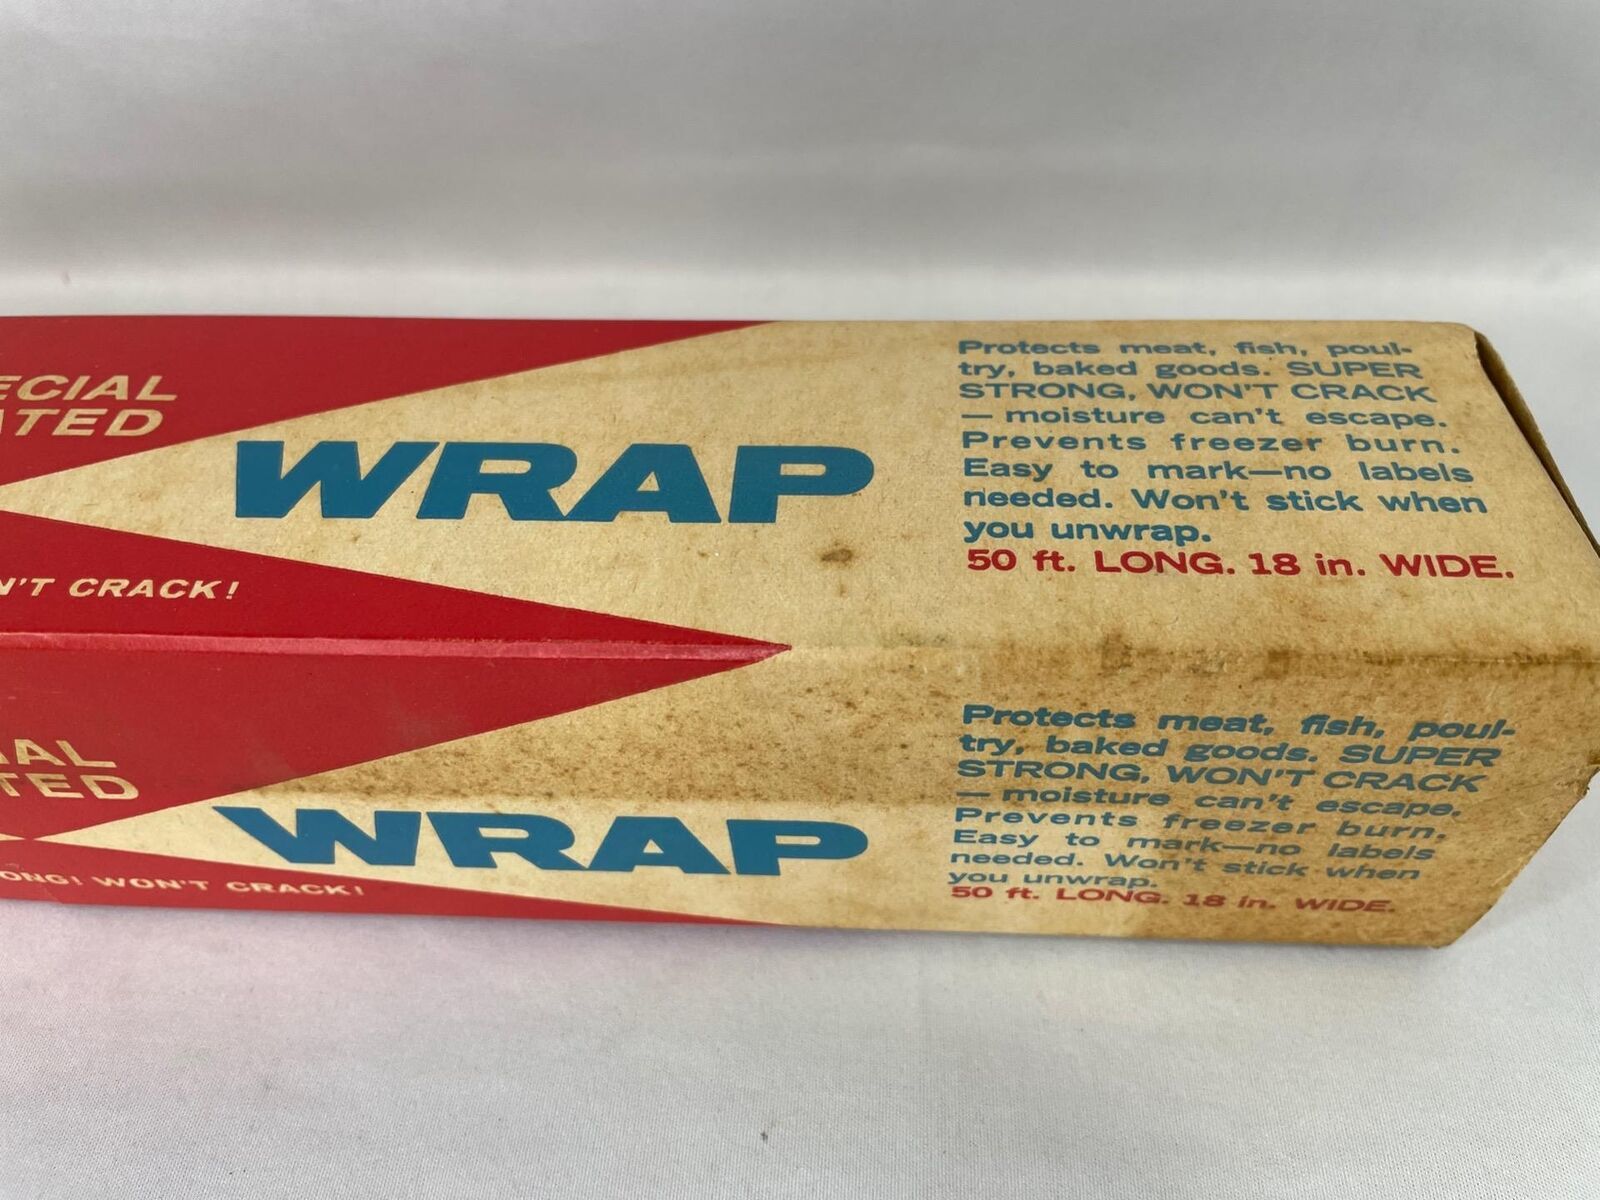 ECIAL
ATED
WRAP
N'T CRACK!
Protects meat, fish, poul-
try, baked goods. SUPER
STRONG, WON'T CRACK
— moisture can't escape.
Prevents freezer burn.
Easy to mark—no labels
needed. Won't stick when
you unwrap.
50 ft. LONG. 18 in. WIDE.
IAL
TED
WRAP
ONG! WON'T CRACK!
Protects meat, fish, poul-
try, baked goods. SUPER
STRONG, WON'T CRACK
— moisture can't escape.
Prevents freezer burn.
Easy to mark—no labels
needed. Won't stick when
you unwrap.
50 ft. LONG. 18 in. WIDE.